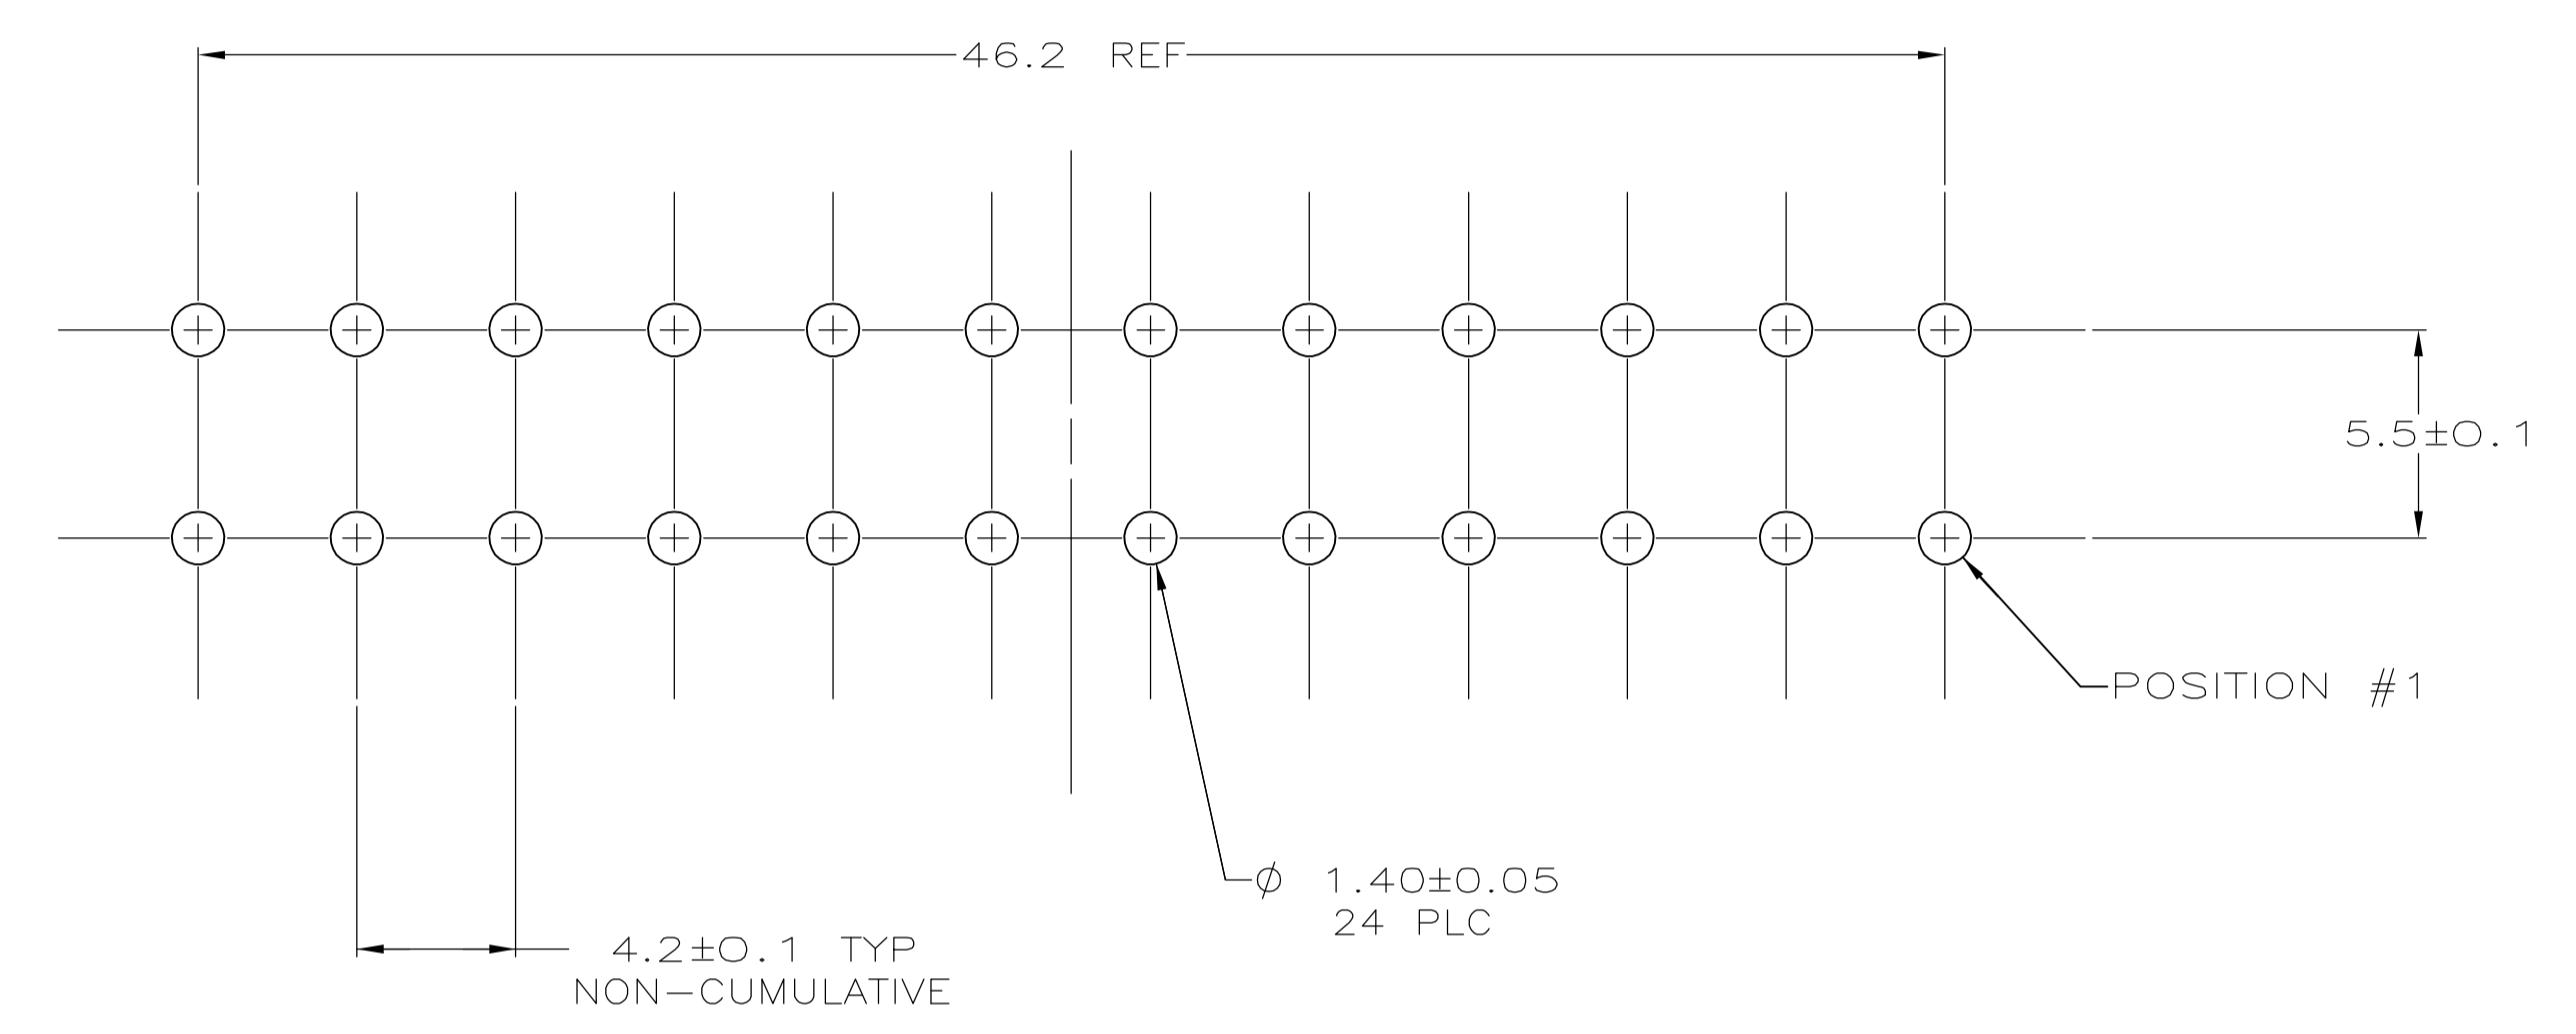 46.2 REF
5.5±0.1
POSITION #1
⌀ 1.40±0.05
24 PLC
4.2±0.1 TYP
NON-CUMULATIVE